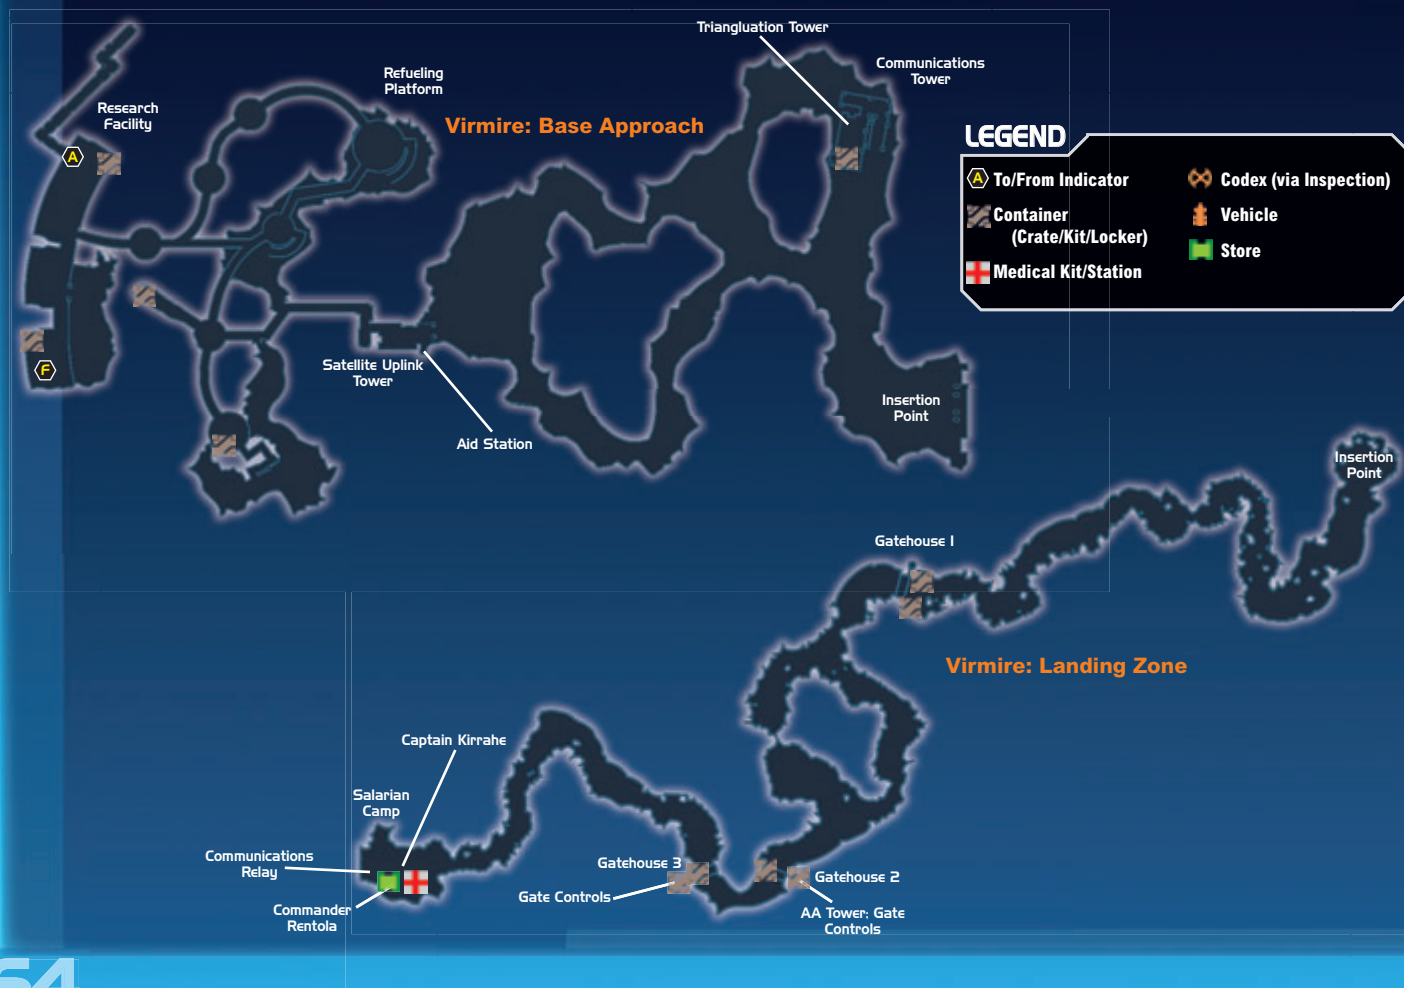 Triangluation Tower
Communications
Tower
Refueling
Platform
Research
Facility
Virmire: Base Approach
LEGEND
A To/From Indicator
Container
(Crate/Kit/Locker)
Medical Kit/Station
Codex (via Inspection)
Vehicle
Store
A
F
Satellite Uplink
Tower
Aid Station
Insertion
Point
Insertion
Point
Gatehouse 1
Virmire: Landing Zone
Captain Kirrahe
Salarian
Camp
Communications
Relay
Commander
Rentola
Gatehouse 3
Gate Controls
Gatehouse 2
AA Tower: Gate
Controls